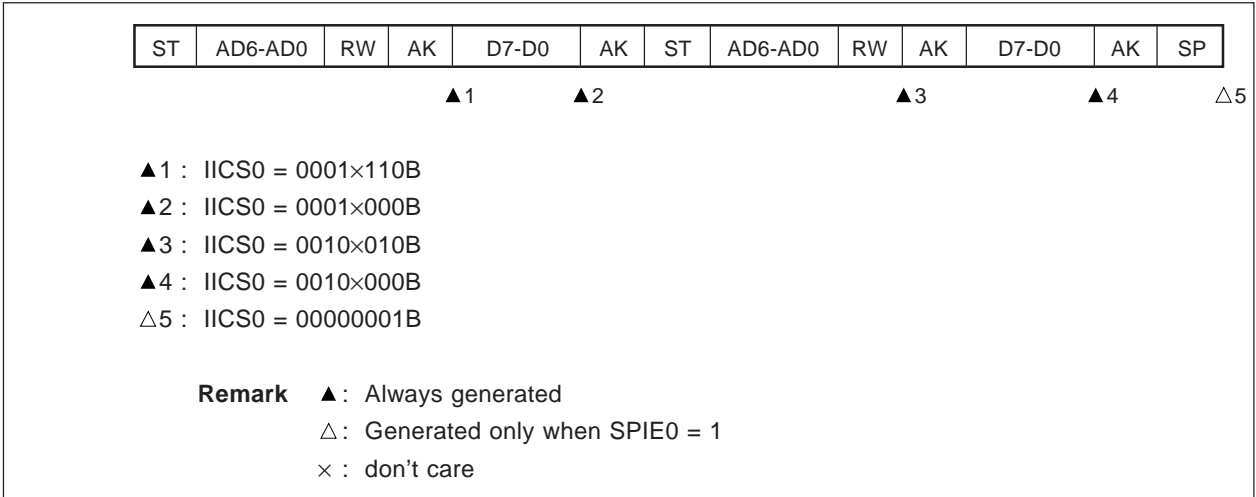 ST AD6-AD0 RW AK D7-D0 AK ST AD6-AD0 RW AK D7-D0 AK SP
▲1 ▲2 ▲3 ▲4 △5
▲1 : IICS0 = 0001×110B
▲2 : IICS0 = 0001×000B
▲3 : IICS0 = 0010×010B
▲4 : IICS0 = 0010×000B
△5 : IICS0 = 00000001B
Remark ▲ : Always generated
△ : Generated only when SPIE0 = 1
× : don't care